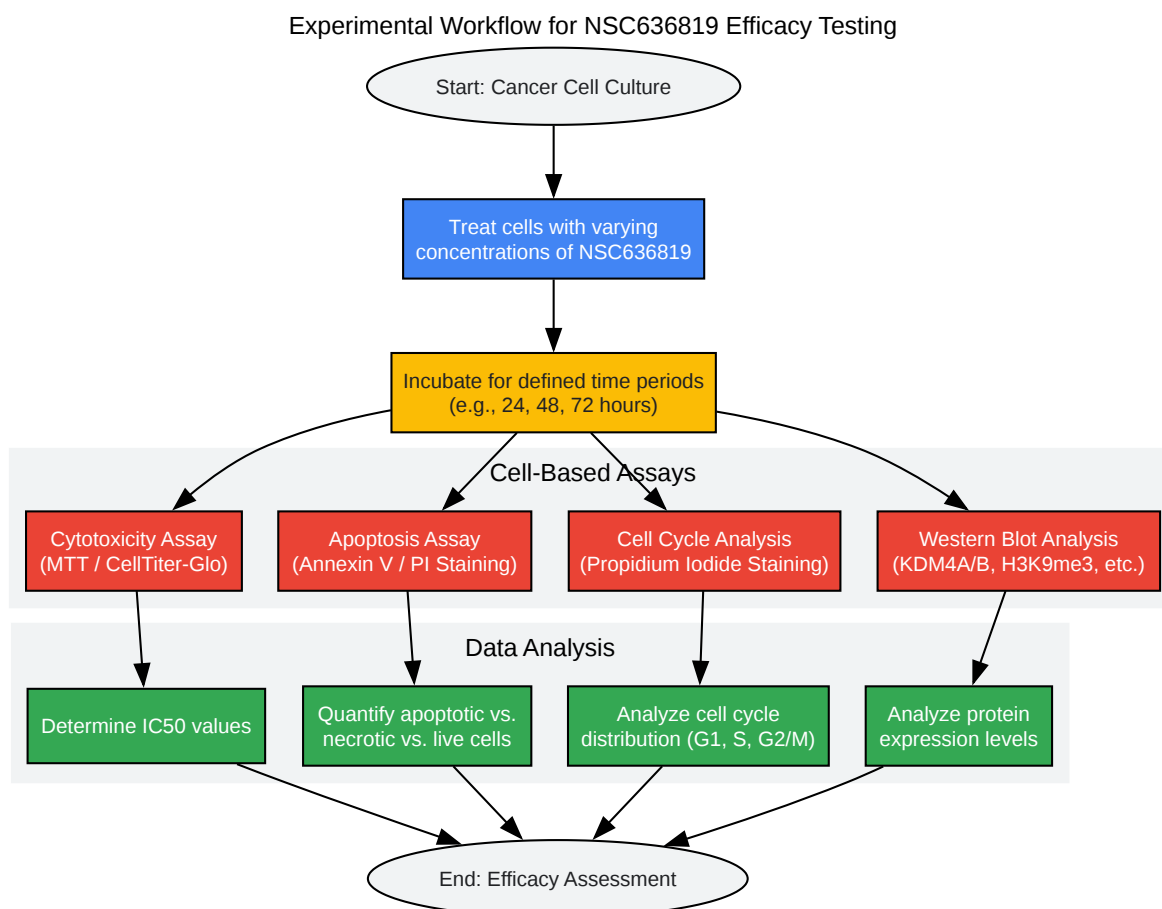 Experimental Workflow for NSC636819 Efficacy Testing
Start: Cancer Cell Culture
Treat cells with varying
concentrations of NSC636819
Incubate for defined time periods
(e.g., 24, 48, 72 hours)
Cell-Based Assays
Cytotoxicity Assay
(MTT / CellTiter-Glo)
Apoptosis Assay
(Annexin V / PI Staining)
Cell Cycle Analysis
(Propidium Iodide Staining)
Western Blot Analysis
(KDM4A/B, H3K9me3, etc.)
Data Analysis
Determine IC50 values
Quantify apoptotic vs.
necrotic vs. live cells
Analyze cell cycle
distribution (G1, S, G2/M)
Analyze protein
expression levels
End: Efficacy Assessment